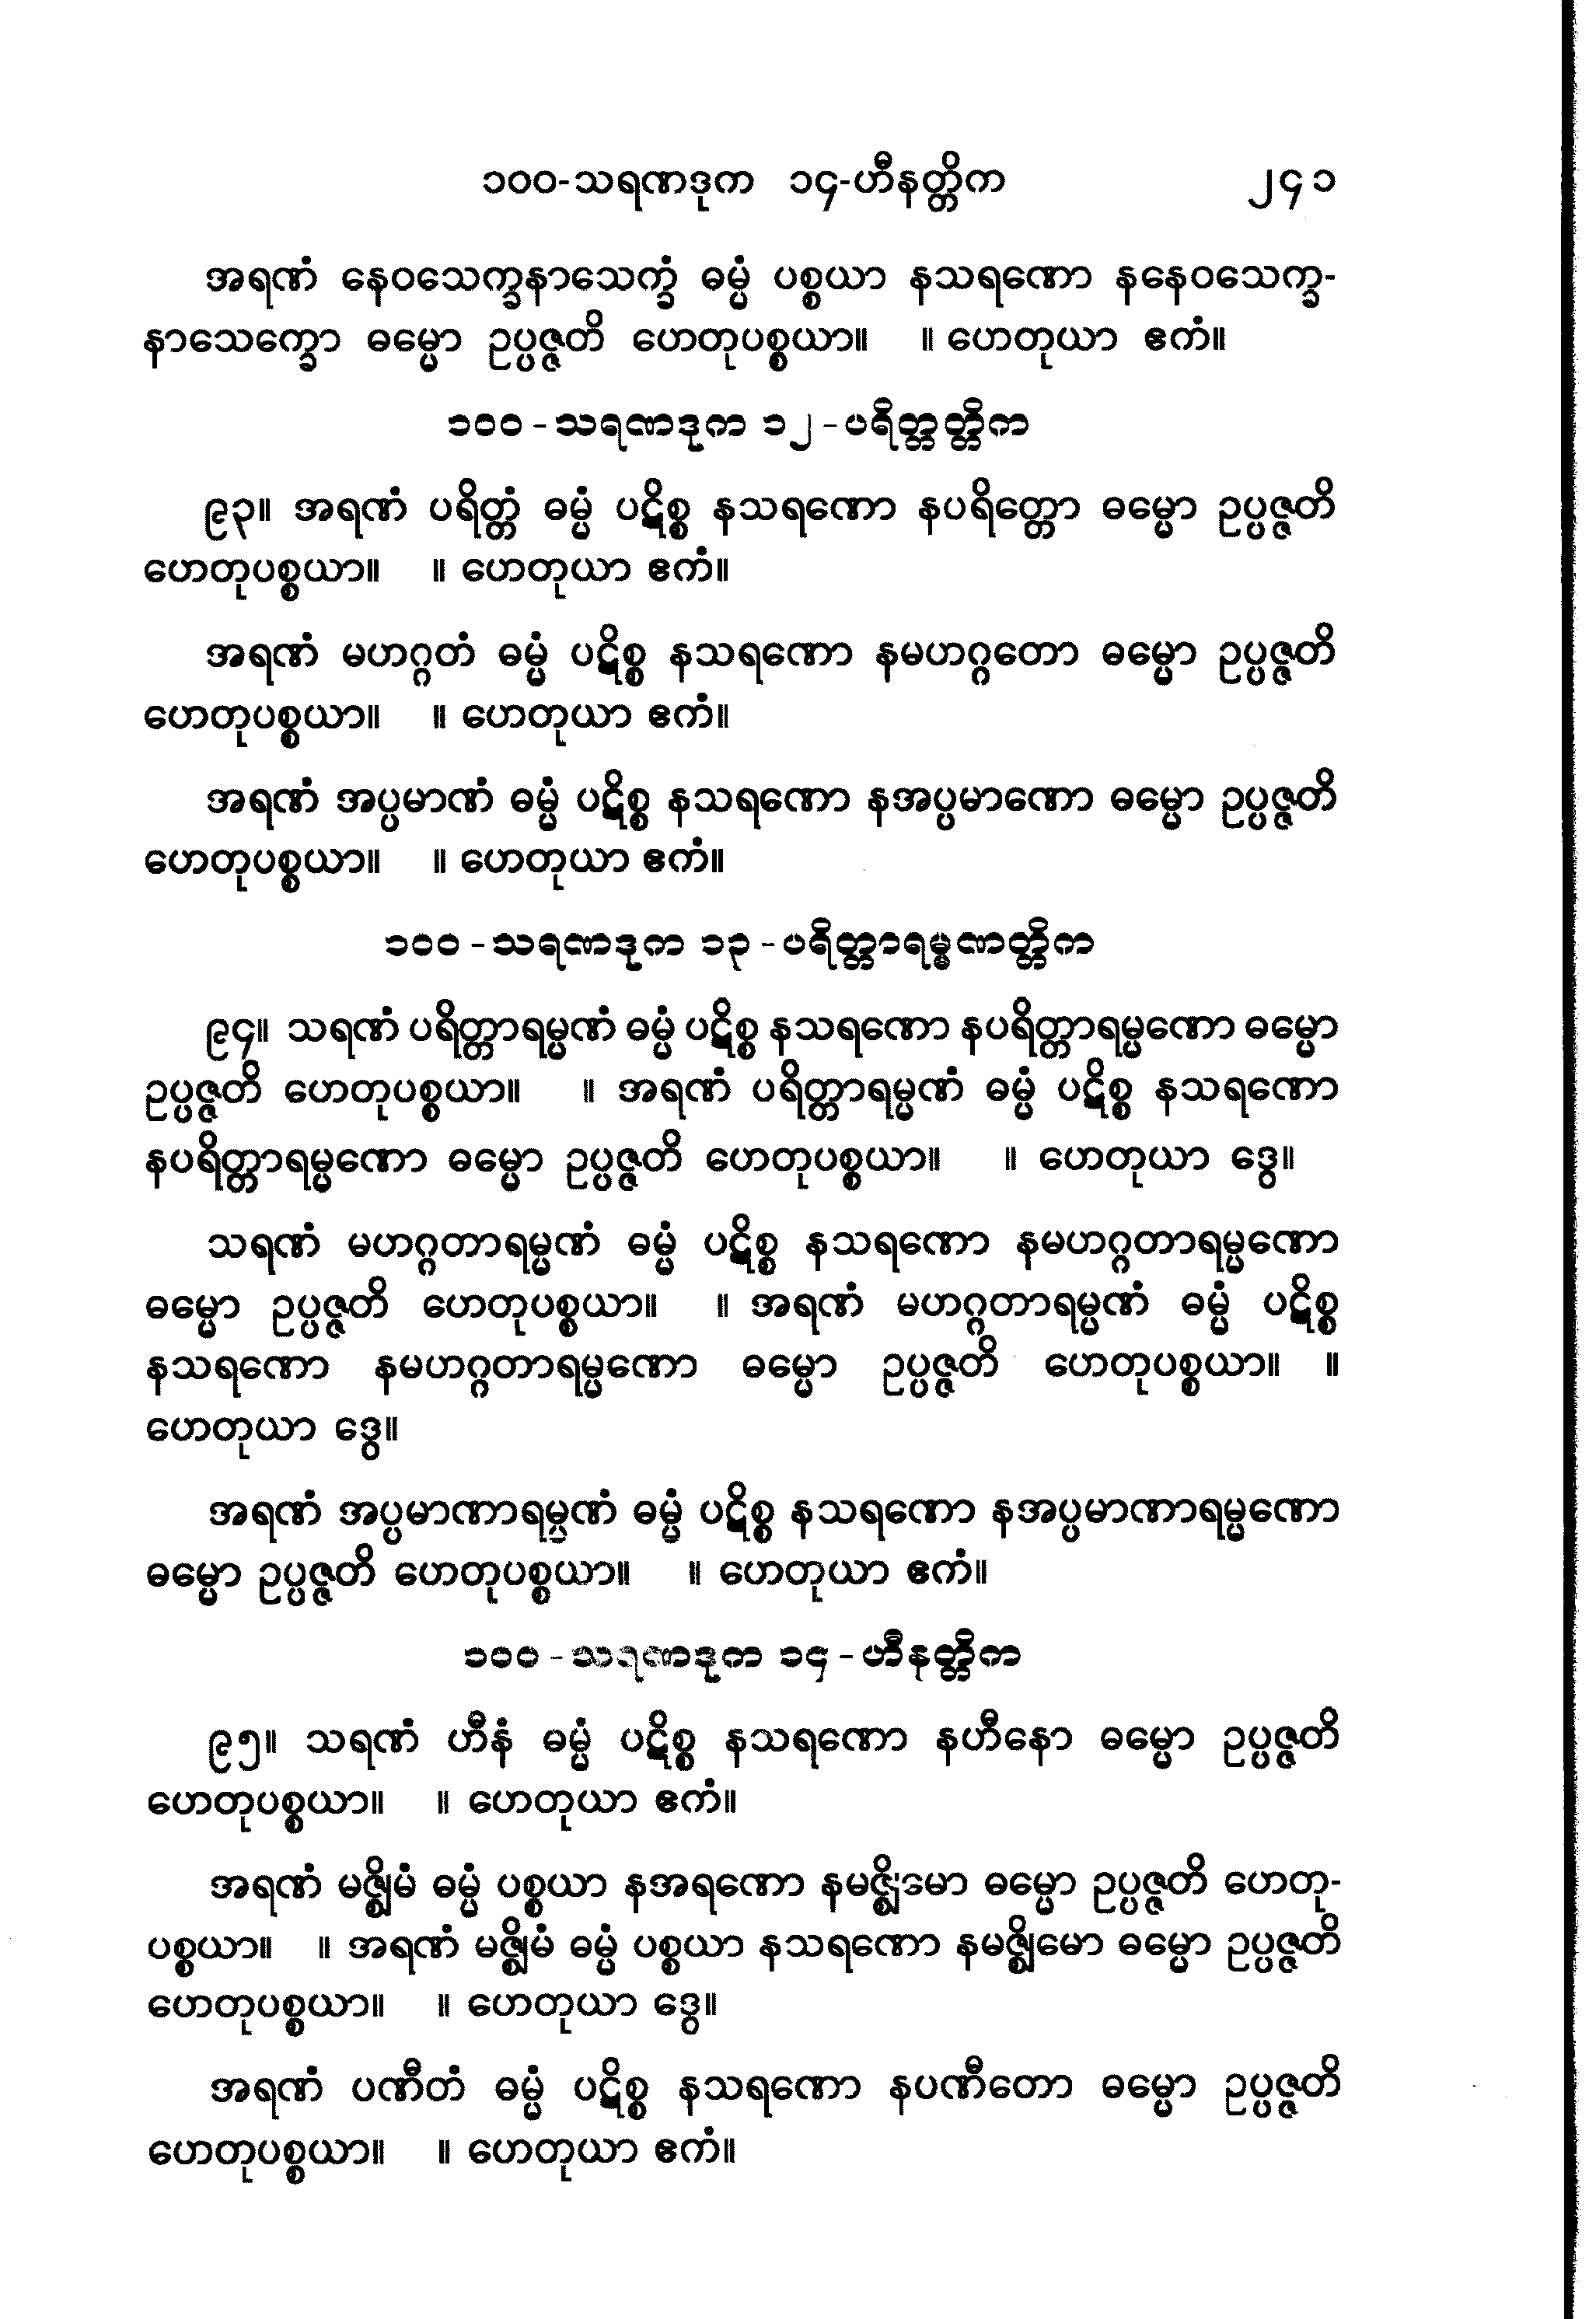 ၁၀၀-သရဏဒုက ၁၄-ဟီနတ္တိက ၂၄၁
အရဏံ နေဝသေက္ခနာသေက္ခံ ဓမ္မံ ပစ္စယာ နသရဏော နနေဝသေက္ခ-
နာသေက္ခော ဓမ္မော ဥပ္ပဇ္ဇတိ ဟေတုပစ္စယာ။ ။ ဟေတုယာ ဧကံ။
၁၀၀-သရဏဒုက ၁၂-ပရိတ္တတ္တိက
၉၃။ အရဏံ ပရိတ္တံ ဓမ္မံ ပဋိစ္စ နသရဏော နပရိတ္တော ဓမ္မော ဥပ္ပဇ္ဇတိ
ဟေတုပစ္စယာ။ ။ ဟေတုယာ ဧကံ။
အရဏံ မဟဂ္ဂတံ ဓမ္မံ ပဋိစ္စ နသရဏော နမဟဂ္ဂတော ဓမ္မော ဥပ္ပဇ္ဇတိ
ဟေတုပစ္စယာ။ ။ ဟေတုယာ ဧကံ။
အရဏံ အပ္ပမာဏံ ဓမ္မံ ပဋိစ္စ နသရဏော နအပ္ပမာဏော ဓမ္မော ဥပ္ပဇ္ဇတိ
ဟေတုပစ္စယာ။ ။ ဟေတုယာ ဧကံ။
၁၀၀-သရဏဒုက ၁၃-ပရိတ္တာရမ္မဏတ္တိက
၉၄။ သရဏံ ပရိတ္တာရမ္မဏံ ဓမ္မံ ပဋိစ္စ နသရဏော နပရိတ္တာရမ္မဏော ဓမ္မော
ဥပ္ပဇ္ဇတိ ဟေတုပစ္စယာ။ ။ အရဏံ ပရိတ္တာရမ္မဏံ ဓမ္မံ ပဋိစ္စ နသရဏော
နပရိတ္တာရမ္မဏော ဓမ္မော ဥပ္ပဇ္ဇတိ ဟေတုပစ္စယာ။ ။ ဟေတုယာ ဒွေ။
သရဏံ မဟဂ္ဂတာရမ္မဏံ ဓမ္မံ ပဋိစ္စ နသရဏော နမဟဂ္ဂတာရမ္မဏော
ဓမ္မော ဥပ္ပဇ္ဇတိ ဟေတုပစ္စယာ။ ။ အရဏံ မဟဂ္ဂတာရမ္မဏံ ဓမ္မံ ပဋိစ္စ
နသရဏော နမဟဂ္ဂတာရမ္မဏော ဓမ္မော ဥပ္ပဇ္ဇတိ ဟေတုပစ္စယာ။ ။
ဟေတုယာ ဒွေ။
အရဏံ အပ္ပမာဏာရမ္မဏံ ဓမ္မံ ပဋိစ္စ နသရဏော နအပ္ပမာဏာရမ္မဏော
ဓမ္မော ဥပ္ပဇ္ဇတိ ဟေတုပစ္စယာ။ ။ ဟေတုယာ ဧကံ။
၁၀၀-သရဏဒုက ၁၄-ဟီနတ္တိက
၉၅။ သရဏံ ဟီနံ ဓမ္မံ ပဋိစ္စ နသရဏော နဟီနော ဓမ္မော ဥပ္ပဇ္ဇတိ
ဟေတုပစ္စယာ။ ။ ဟေတုယာ ဧကံ။
အရဏံ မဇ္ဈိမံ ဓမ္မံ ပစ္စယာ နအရဏော ဓမ္မော ဥပ္ပဇ္ဇတိ ဟေတု-
ပစ္စယာ။ ။ အရဏံ မဇ္ဈိမံ ဓမ္မံ ပစ္စယာ နသရဏော နမဇ္ဈိမော ဓမ္မော ဥပ္ပဇ္ဇတိ
ဟေတုပစ္စယာ။ ။ ဟေတုယာ ဒွေ။
အရဏံ ပဏီတံ ဓမ္မံ ပဋိစ္စ နသရဏော နပဏီတော ဓမ္မော ဥပ္ပဇ္ဇတိ
ဟေတုပစ္စယာ။ ။ ဟေတုယာ ဧကံ။